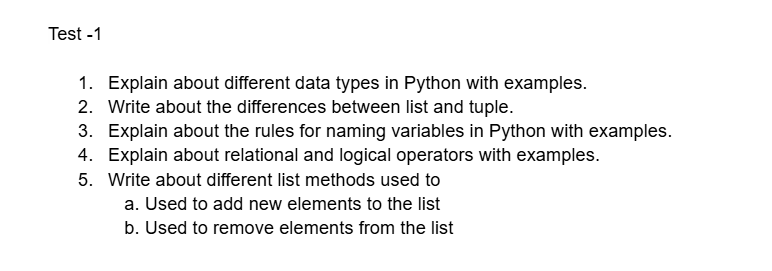 Test -1
1. Explain about different data types in Python with examples.
2. Write about the differences between list and tuple.
3. Explain about the rules for naming variables in Python with examples.
4. Explain about relational and logical operators with examples.
5. Write about different list methods used to
a. Used to add new elements to the list
b. Used to remove elements from the list